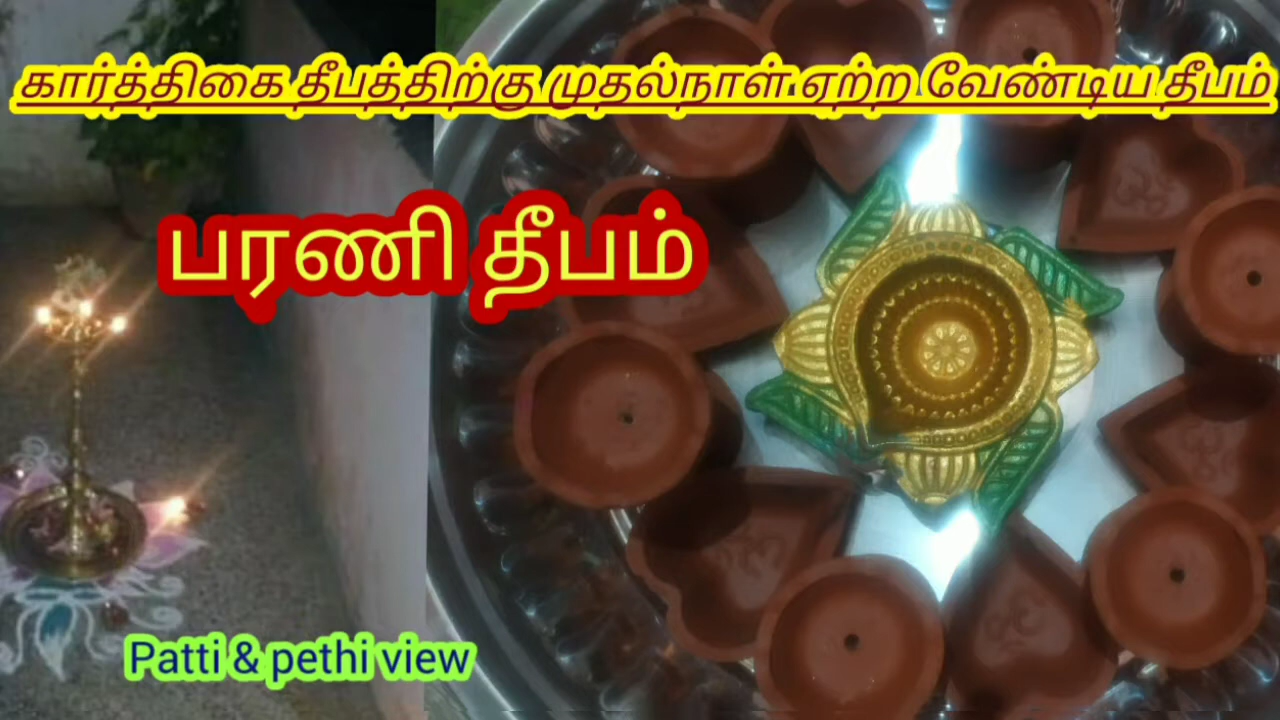 கார்த்திகை தீபத்திற்கு முதல்நாள் ஏற்ற வேண்டிய தீபம்
பரணி தீபம்
Patti & pethi view